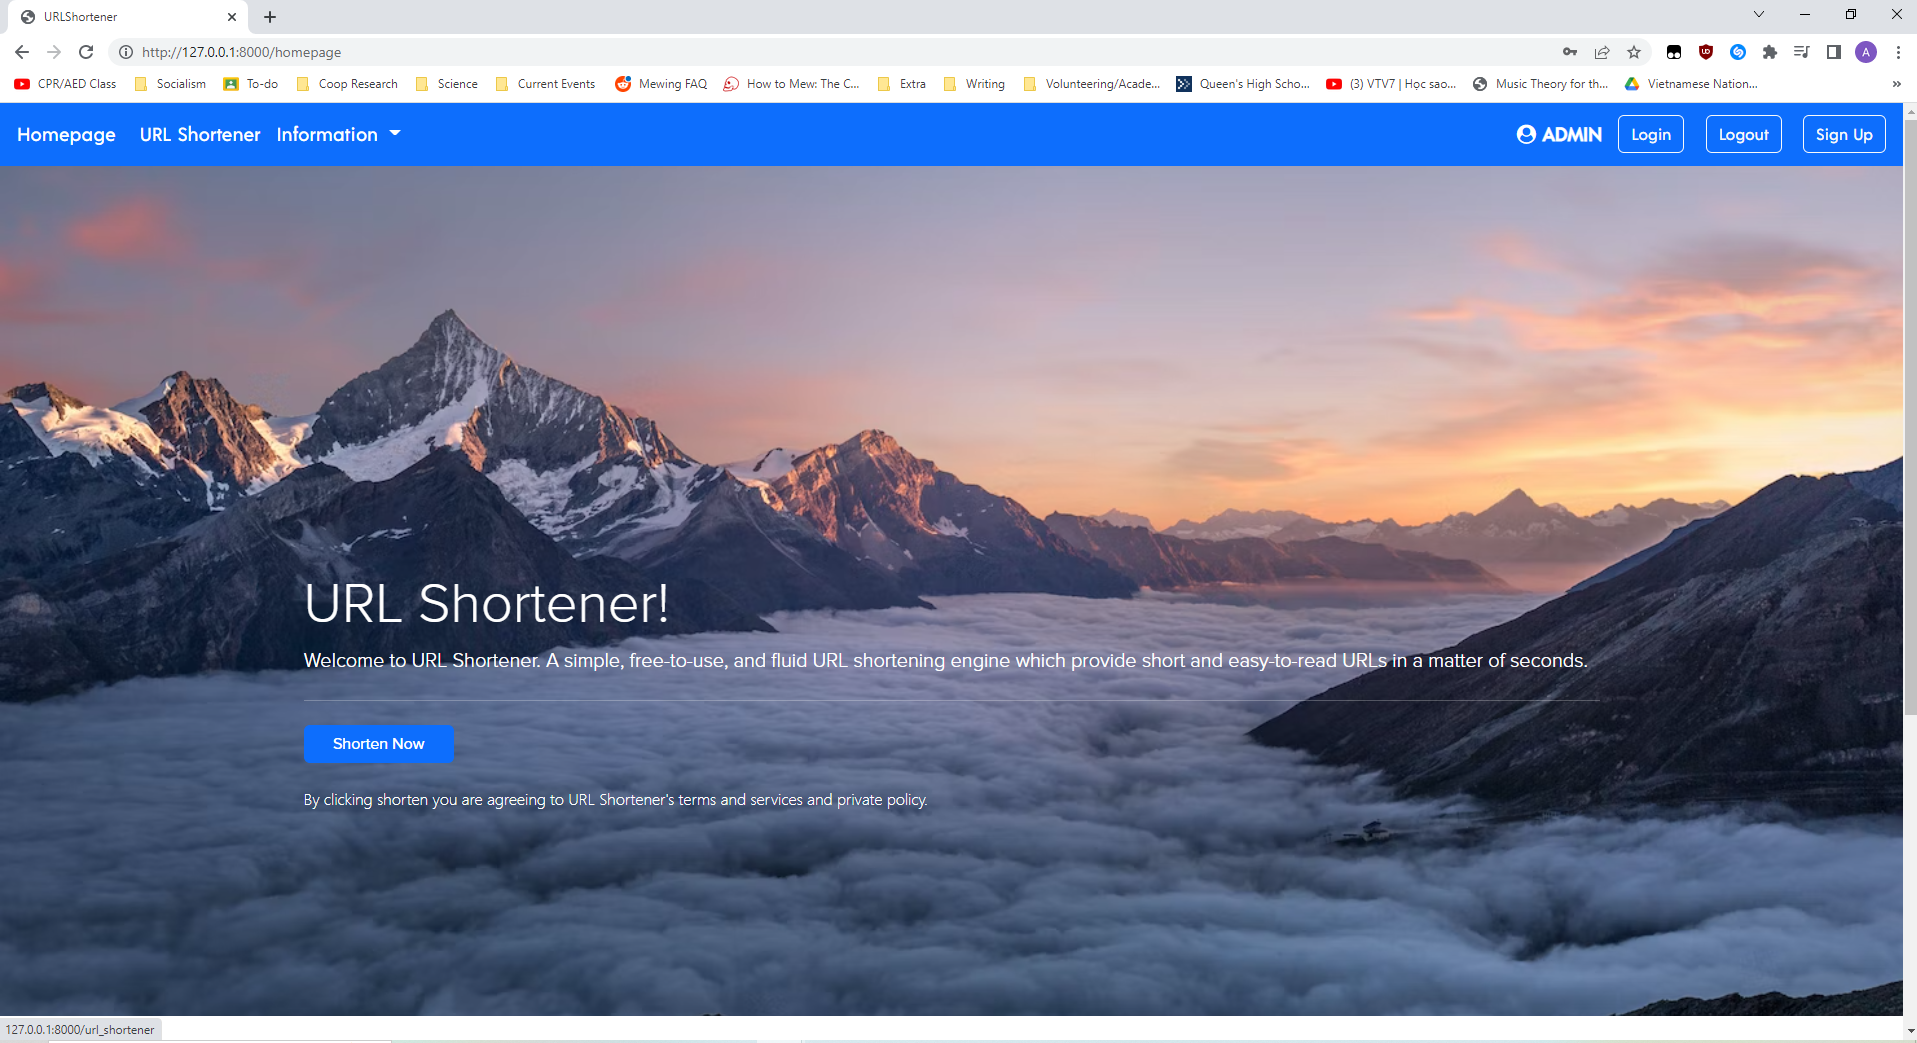 URLShortener
http://127.0.0.1:8000/homepage
A
CPR/AED Class Socialism To-do Coop Research Science Current Events Mewing FAQ How to Mew: The C... Extra Writing Volunteering/Acade... Queen's High Scho... (3) VTV7 | Học sao... Music Theory for th... Vietnamese Nation... »
Homepage URL Shortener Information ADMIN Login Logout Sign Up
URL Shortener!
Welcome to URL Shortener. A simple, free-to-use, and fluid URL shortening engine which provide short and easy-to-read URLs in a matter of seconds.
Shorten Now
By clicking shorten you are agreeing to URL Shortener's terms and services and private policy.
127.0.0.1:8000/url_shortener